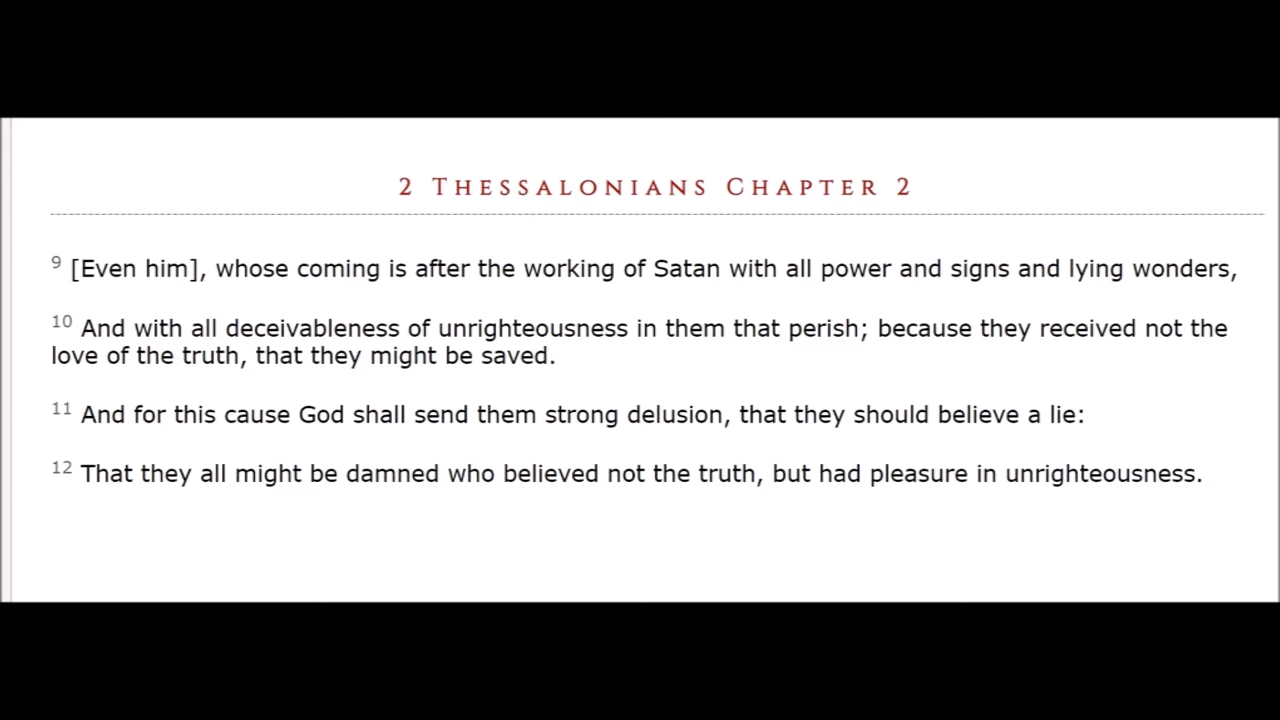 2 Thessalonians Chapter 2
9 [Even him], whose coming is after the working of Satan with all power and signs and lying wonders,
10 And with all deceivableness of unrighteousness in them that perish; because they received not the
love of the truth, that they might be saved.
11 And for this cause God shall send them strong delusion, that they should believe a lie:
12 That they all might be damned who believed not the truth, but had pleasure in unrighteousness.